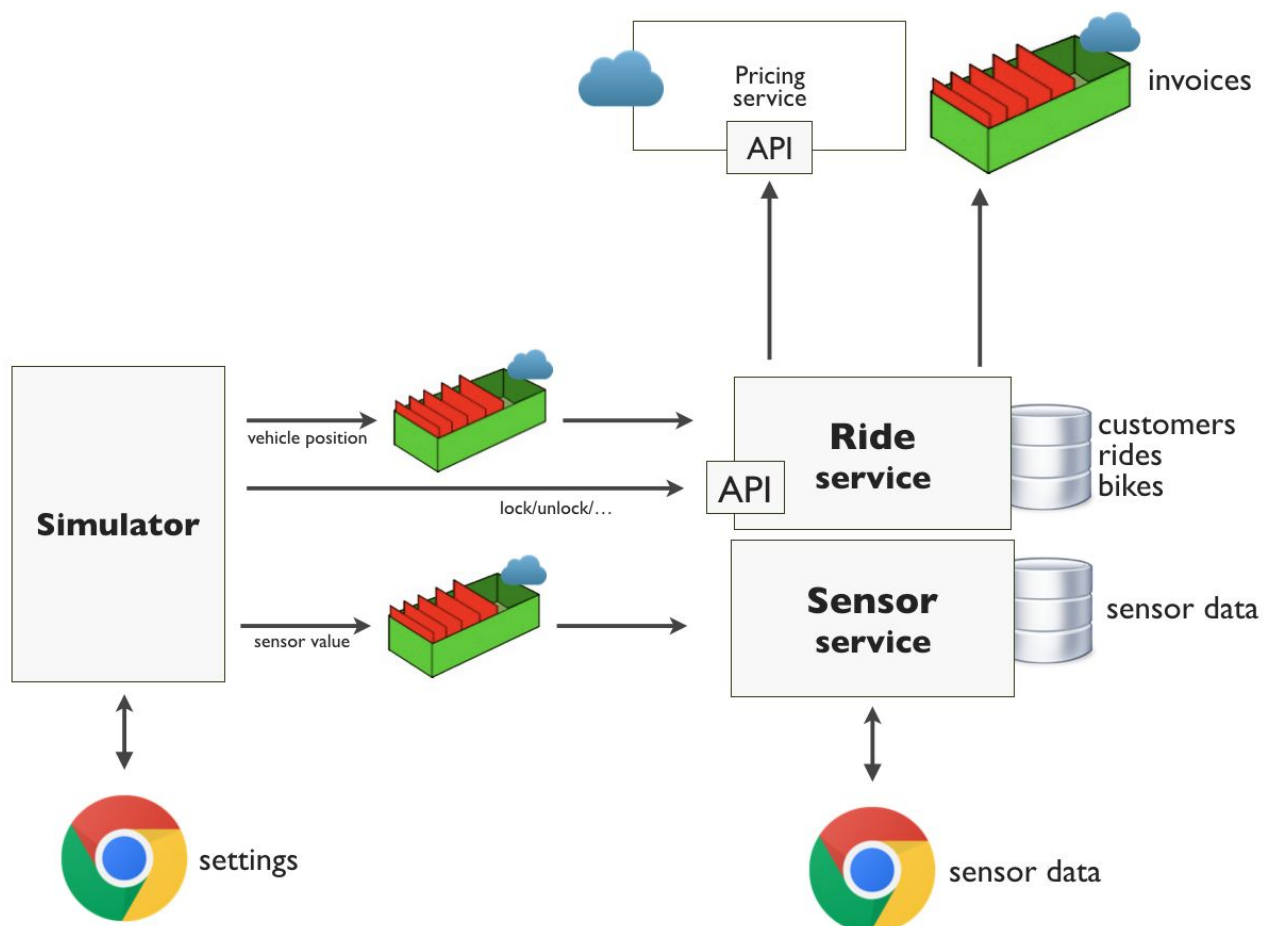 Pricing
service
API
invoices
vehicle position
lock/unlock/…
Simulator
sensor value
Ride
service
API
customers
rides
bikes
Sensor
service
sensor data
settings
sensor data